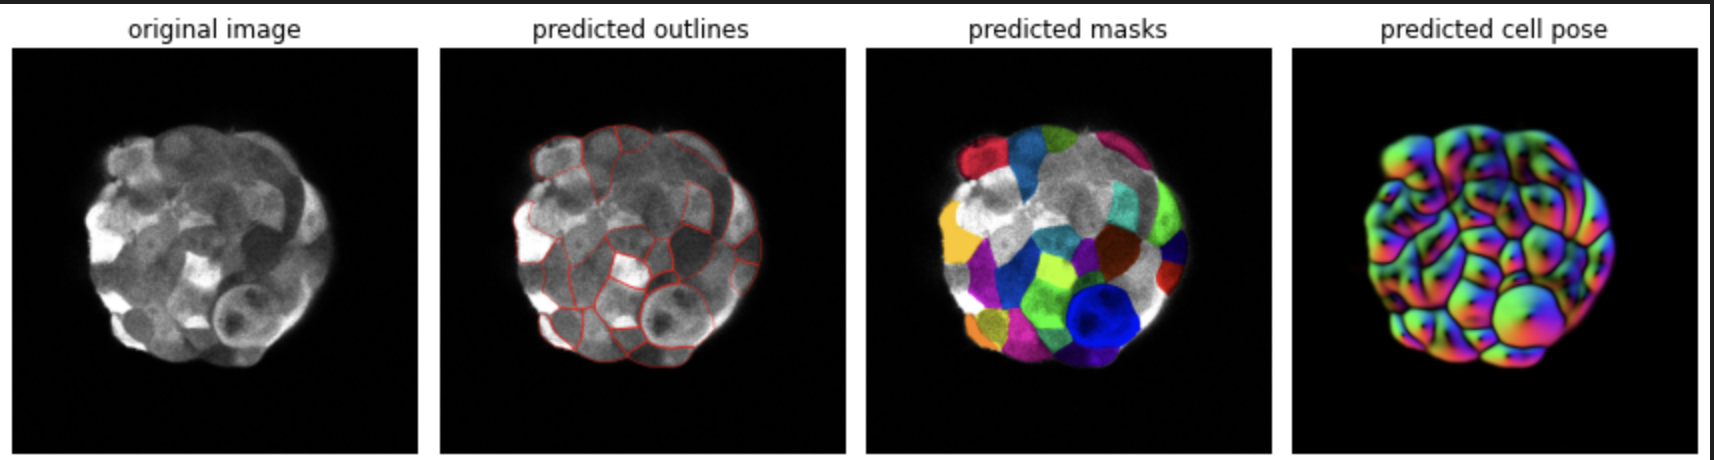 original image
predicted outlines
predicted masks
predicted cell pose